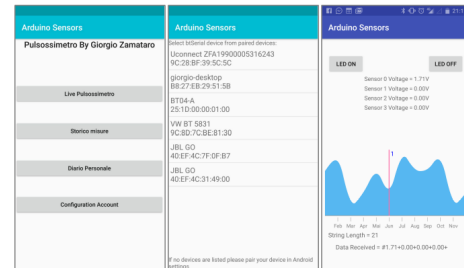 Arduino Sensors
Pulsossimetro By Giorgio Zamataro
Live Pulsossimetro
Storico misure
Diario Personale
Configuration Account
Arduino Sensors
Select btSerial device from paired devices:
Uconnect ZFA19900005316243
9C:28:BF:39:5C:5C
giorgio-desktop
B8:27:EB:29:51:5B
BT04-A
25:1D:00:00:01:00
VW BT 5831
9C:8D:7C:BE:81:30
JBL GO
40:EF:4C:7F:0F:B7
JBL GO
40:EF:4C:31:49:00
If no devices are listed please pair your device in Android
settings
Arduino Sensors
LED ON
LED OFF
Sensor 0 Voltage = 1.71V
Sensor 1 Voltage = 0.00V
Sensor 2 Voltage = 0.00V
Sensor 3 Voltage = 0.00V
1
Feb Mar Apr Mai Jun Jul Aug Sep Oct Nov
String Length = 21
Data Received = #1.71+0.00+0.00+0.00+